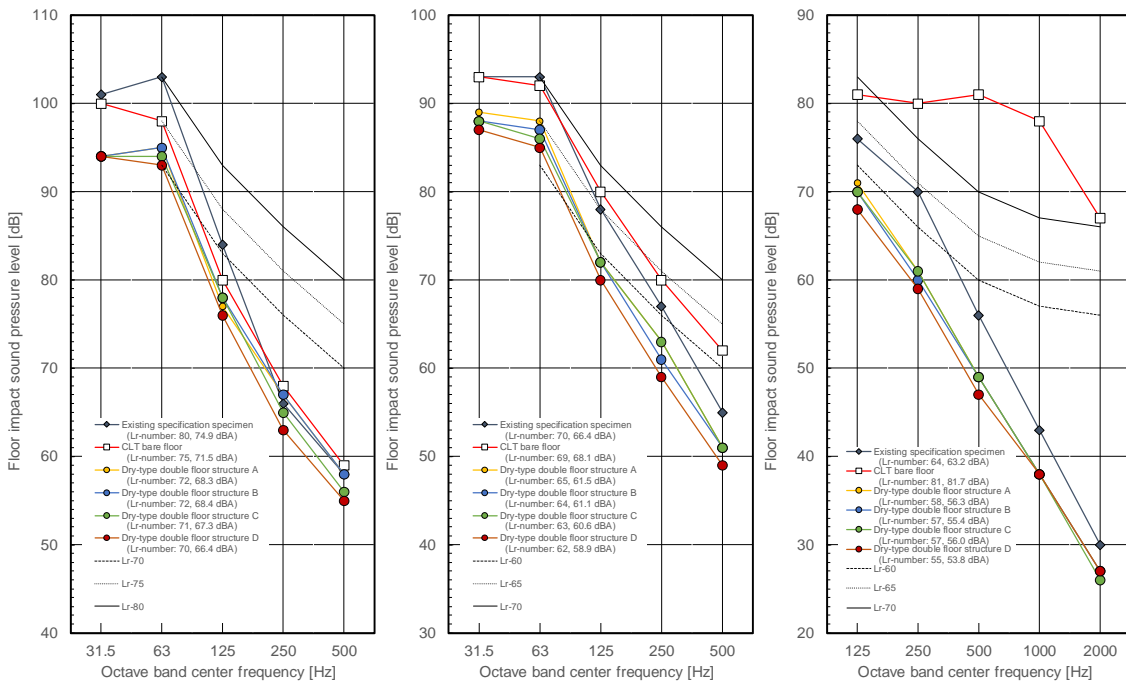 Floor impact sound pressure level [dB]
110
100
90
80
70
60
50
40
Existing specification specimen
(Lr-number: 80, 74.9 dBA)
CLT bare floor
(Lr-number: 75, 71.5 dBA)
Dry-type double floor structure A
(Lr-number: 72, 68.3 dBA)
Dry-type double floor structure B
(Lr-number: 72, 68.4 dBA)
Dry-type double floor structure C
(Lr-number: 71, 67.3 dBA)
Dry-type double floor structure D
(Lr-number: 70, 66.4 dBA)
Lr-70
Lr-75
Lr-80
31.5 63 125 250 500
Octave band center frequency [Hz]
Floor impact sound pressure level [dB]
100
90
80
70
60
50
40
30
Existing specification specimen
(Lr-number: 70, 66.4 dBA)
CLT bare floor
(Lr-number: 69, 68.1 dBA)
Dry-type double floor structure A
(Lr-number: 65, 61.5 dBA)
Dry-type double floor structure B
(Lr-number: 64, 61.1 dBA)
Dry-type double floor structure C
(Lr-number: 63, 60.6 dBA)
Dry-type double floor structure D
(Lr-number: 62, 58.9 dBA)
Lr-60
Lr-65
Lr-70
31.5 63 125 250 500
Octave band center frequency [Hz]
Floor impact sound pressure level [dB]
90
80
70
60
50
40
30
20
Existing specification specimen
(Lr-number: 64, 63.2 dBA)
CLT bare floor
(Lr-number: 81, 81.7 dBA)
Dry-type double floor structure A
(Lr-number: 58, 56.3 dBA)
Dry-type double floor structure B
(Lr-number: 57, 55.4 dBA)
Dry-type double floor structure C
(Lr-number: 57, 56.0 dBA)
Dry-type double floor structure D
(Lr-number: 55, 53.8 dBA)
Lr-60
Lr-65
Lr-70
125 250 500 1000 2000
Octave band center frequency [Hz]